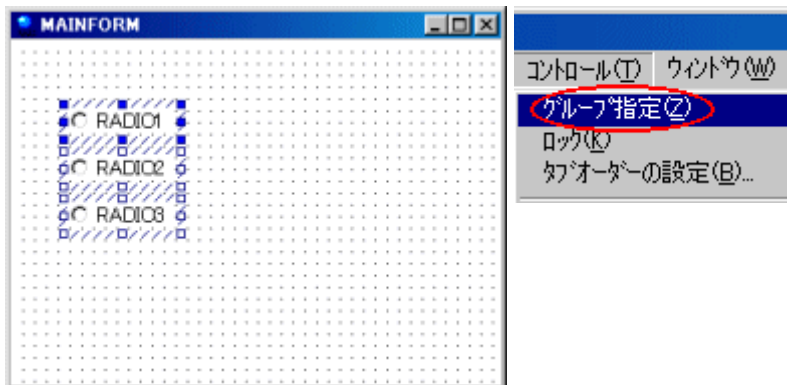 MAINFORM
RADIO1
RADIO2
RADIO3
コントロール(T) ウィンドウ(W)
グループ指定(Z)
ロック(K)
タブオーダーの設定(B)...